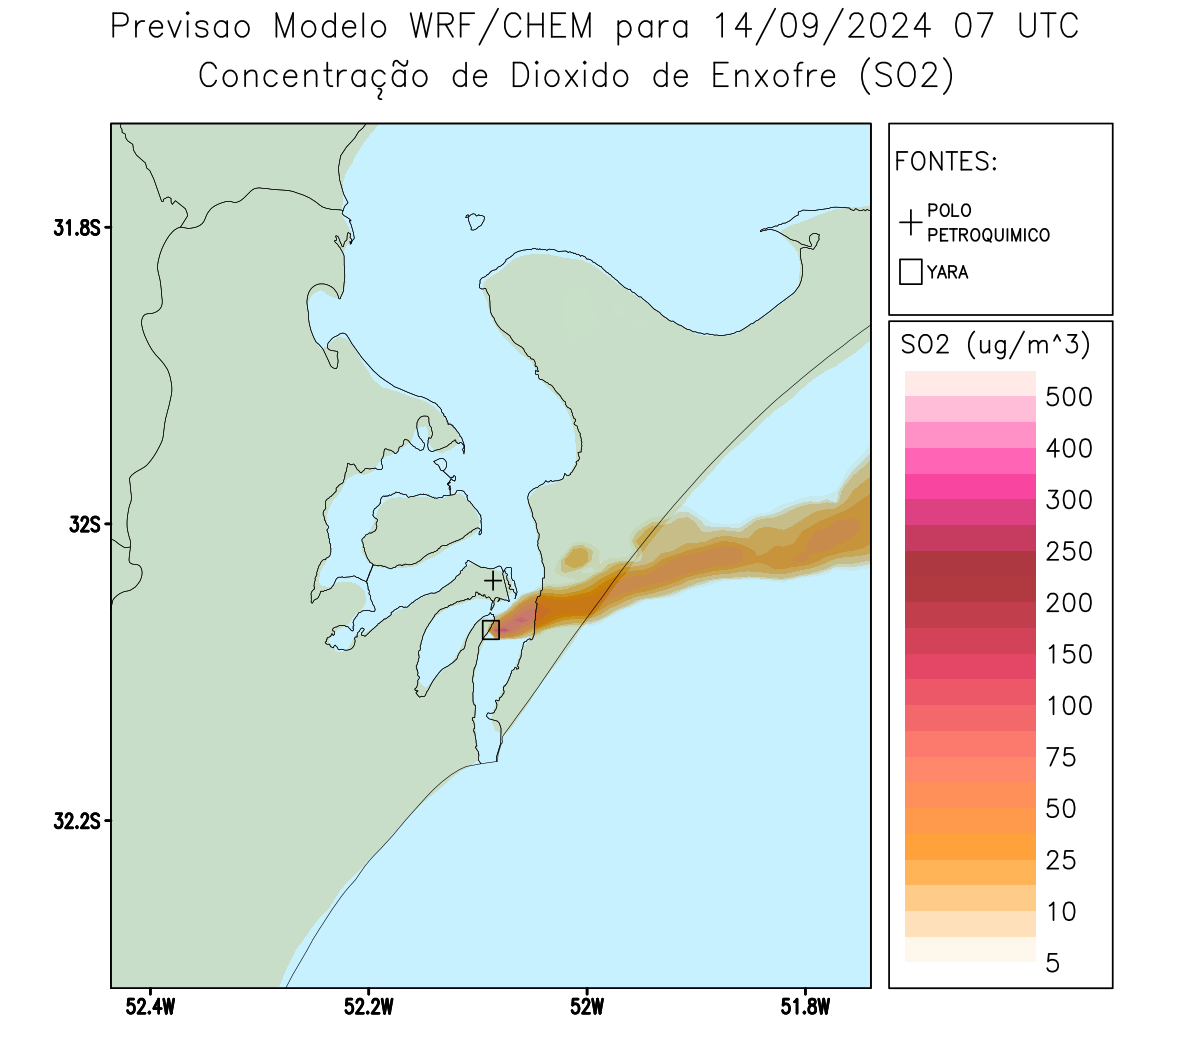 Previsao Modelo WRF/CHEM para 14/09/2024 07 UTC
Concentração de Dioxido de Enxofre (SO2)
FONTES:
POLO
PETROQUIMICO
YARA
31.8S
32S
32.2S
52.4W
52.2W
52W
51.8W
SO2 (ug/m^3)
500
400
300
250
200
150
100
75
50
25
10
5